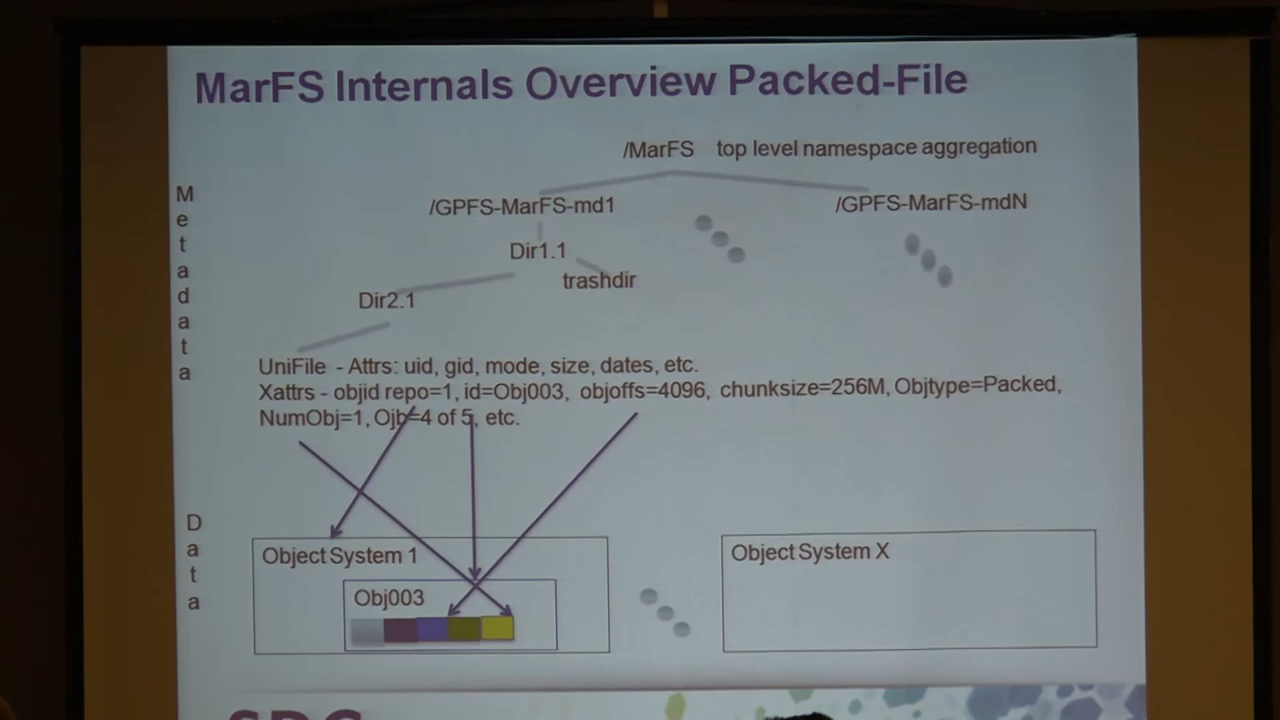 MarFS Internals Overview Packed-File
/MarFS top level namespace aggregation
Metadata
/GPFS-MarFS-md1
/GPFS-MarFS-mdN
Dir1.1
trashdir
Dir2.1
UniFile - Attrs: uid, gid, mode, size, dates, etc.
Xattrs - objid repo=1, id=Obj003, objoffs=4096, chunksize=256M, Objtype=Packed,
NumObj=1, Ojb=4 of 5, etc.
Data
Object System 1
Object System X
Obj003